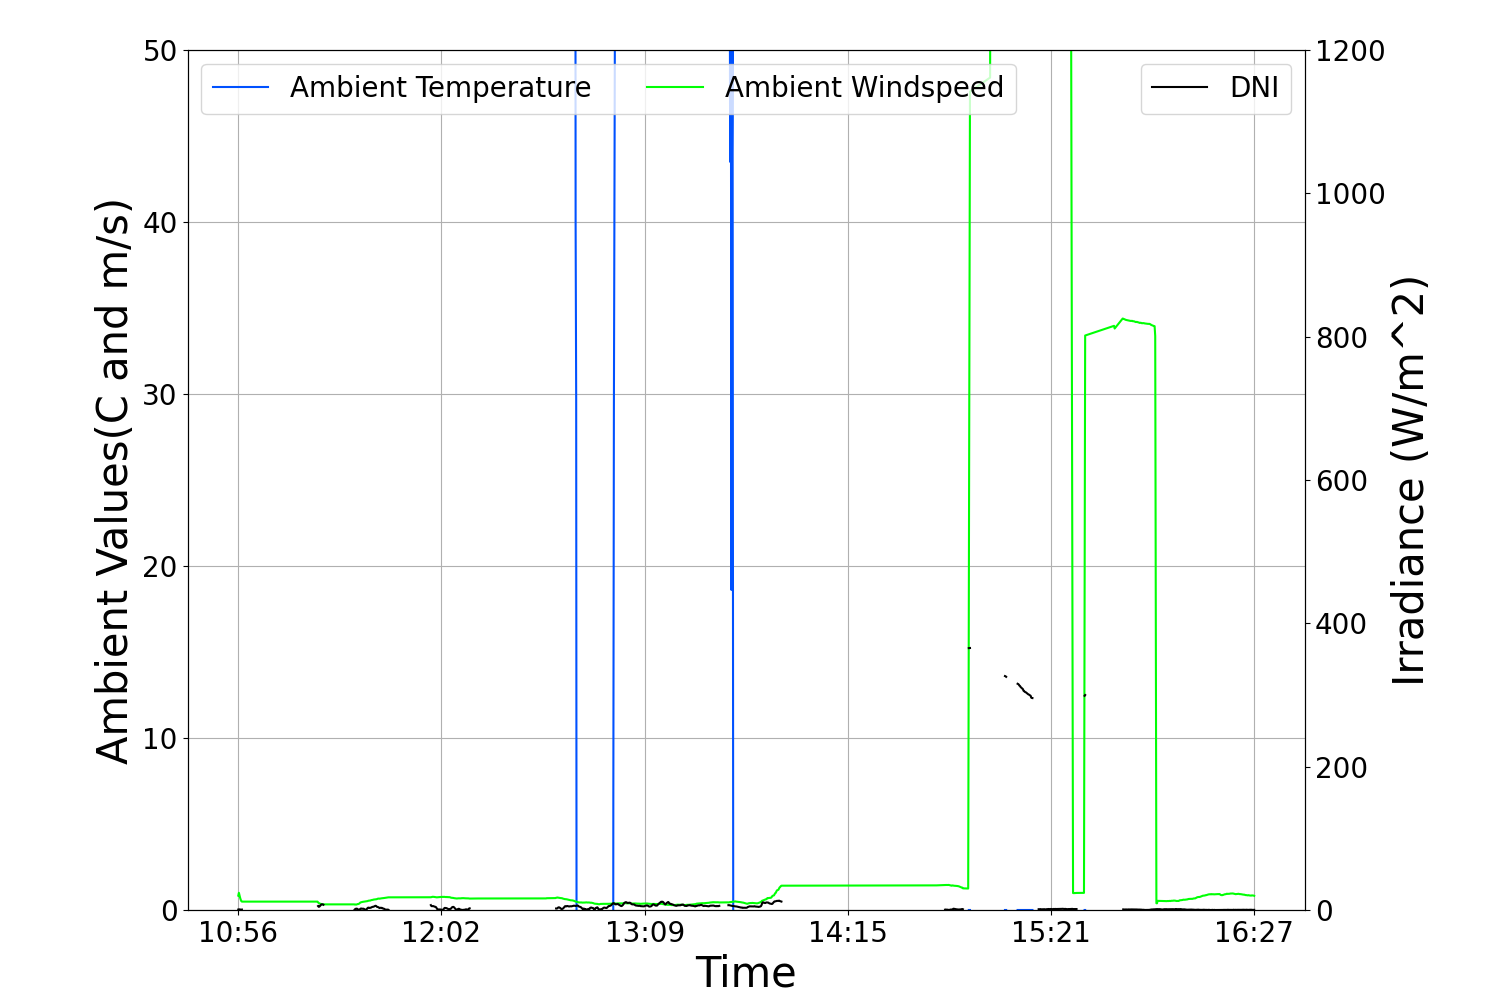 Ambient Temperature Ambient Windspeed DNI
50
40
30
20
10
0
Ambient Values(C and m/s)
1200
1000
800
600
400
200
0
Irradiance (W/m^2)
10:56 12:02 13:09 14:15 15:21 16:27
Time